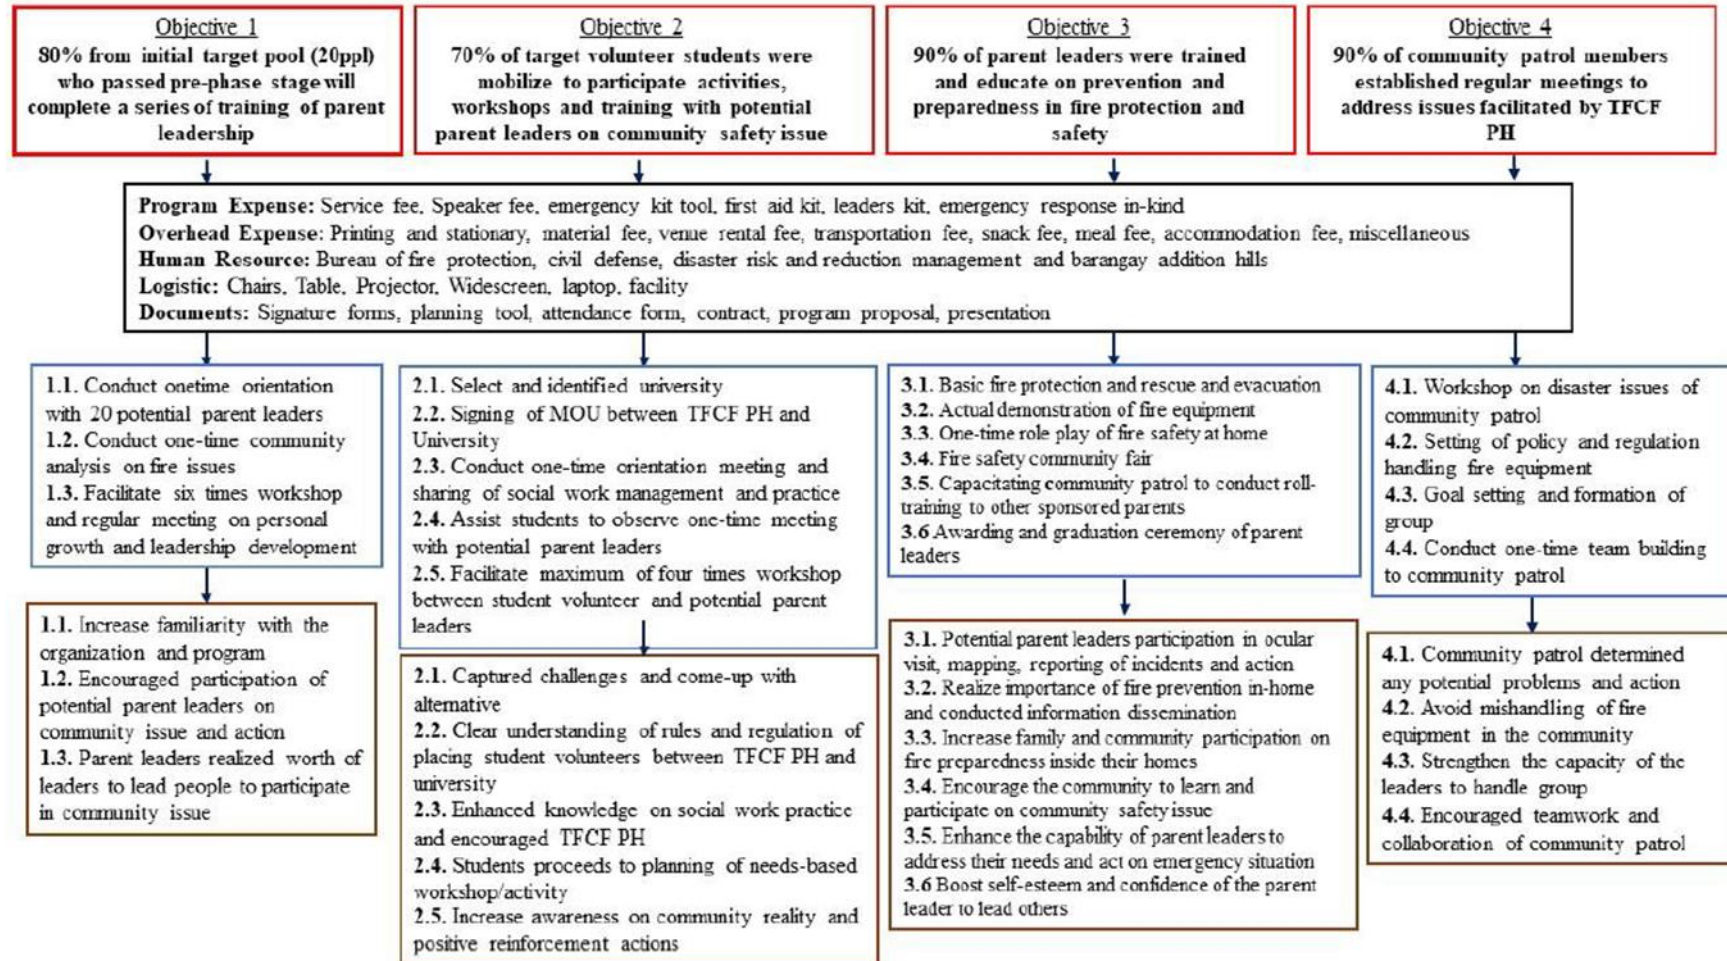 Objective 1
80% from initial target pool (20ppl)
who passed pre-phase stage will
complete a series of training of parent
leadership
Objective 2
70% of target volunteer students were
mobilize to participate activities,
workshops and training with potential
parent leaders on community safety issue
Objective 3
90% of parent leaders were trained
and educate on prevention and
preparedness in fire protection and
safety
Objective 4
90% of community patrol members
established regular meetings to
address issues facilitated by TFCF
PH
Program Expense: Service fee, Speaker fee, emergency kit tool, first aid kit, leaders kit, emergency response in-kind
Overhead Expense: Printing and stationary, material fee, venue rental fee, transportation fee, snack fee, meal fee, accommodation fee, miscellaneous
Human Resource: Bureau of fire protection, civil defense, disaster risk and reduction management and barangay addition hills
Logistic: Chairs, Table, Projector, Widescreen, laptop, facility
Documents: Signature forms, planning tool, attendance form, contract, program proposal, presentation
1.1. Conduct onetime orientation
with 20 potential parent leaders
1.2. Conduct one-time community
analysis on fire issues
1.3. Facilitate six times workshop
and regular meeting on personal
growth and leadership development
2.1. Select and identified university
2.2. Signing of MOU between TFCF PH and
University
2.3. Conduct one-time orientation meeting and
sharing of social work management and practice
2.4. Assist students to observe one-time meeting
with potential parent leaders
2.5. Facilitate maximum of four times workshop
between student volunteer and potential parent
leaders
3.1. Basic fire protection and rescue and evacuation
3.2. Actual demonstration of fire equipment
3.3. One-time role play of fire safety at home
3.4. Fire safety community fair
3.5. Capacitating community patrol to conduct roll-
training to other sponsored parents
3.6 Awarding and graduation ceremony of parent
leaders
4.1. Workshop on disaster issues of
community patrol
4.2. Setting of policy and regulation
handling fire equipment
4.3. Goal setting and formation of
group
4.4. Conduct one-time team building
to community patrol
1.1. Increase familiarity with the
organization and program
1.2. Encouraged participation of
potential parent leaders on
community issue and action
1.3. Parent leaders realized worth of
leaders to lead people to participate
in community issue
2.1. Captured challenges and come-up with
alternative
2.2. Clear understanding of rules and regulation of
placing student volunteers between TFCF PH and
university
2.3. Enhanced knowledge on social work practice
and encouraged TFCF PH
2.4. Students proceeds to planning of needs-based
workshop/activity
2.5. Increase awareness on community reality and
positive reinforcement actions
3.1. Potential parent leaders participation in ocular
visit, mapping, reporting of incidents and action
3.2. Realize importance of fire prevention in-home
and conducted information dissemination
3.3. Increase family and community participation on
fire preparedness inside their homes
3.4. Encourage the community to learn and
participate on community safety issue
3.5. Enhance the capability of parent leaders to
address their needs and act on emergency situation
3.6 Boost self-esteem and confidence of the parent
leader to lead others
4.1. Community patrol determined
any potential problems and action
4.2. Avoid mishandling of fire
equipment in the community
4.3. Strengthen the capacity of the
leaders to handle group
4.4. Encouraged teamwork and
collaboration of community patrol